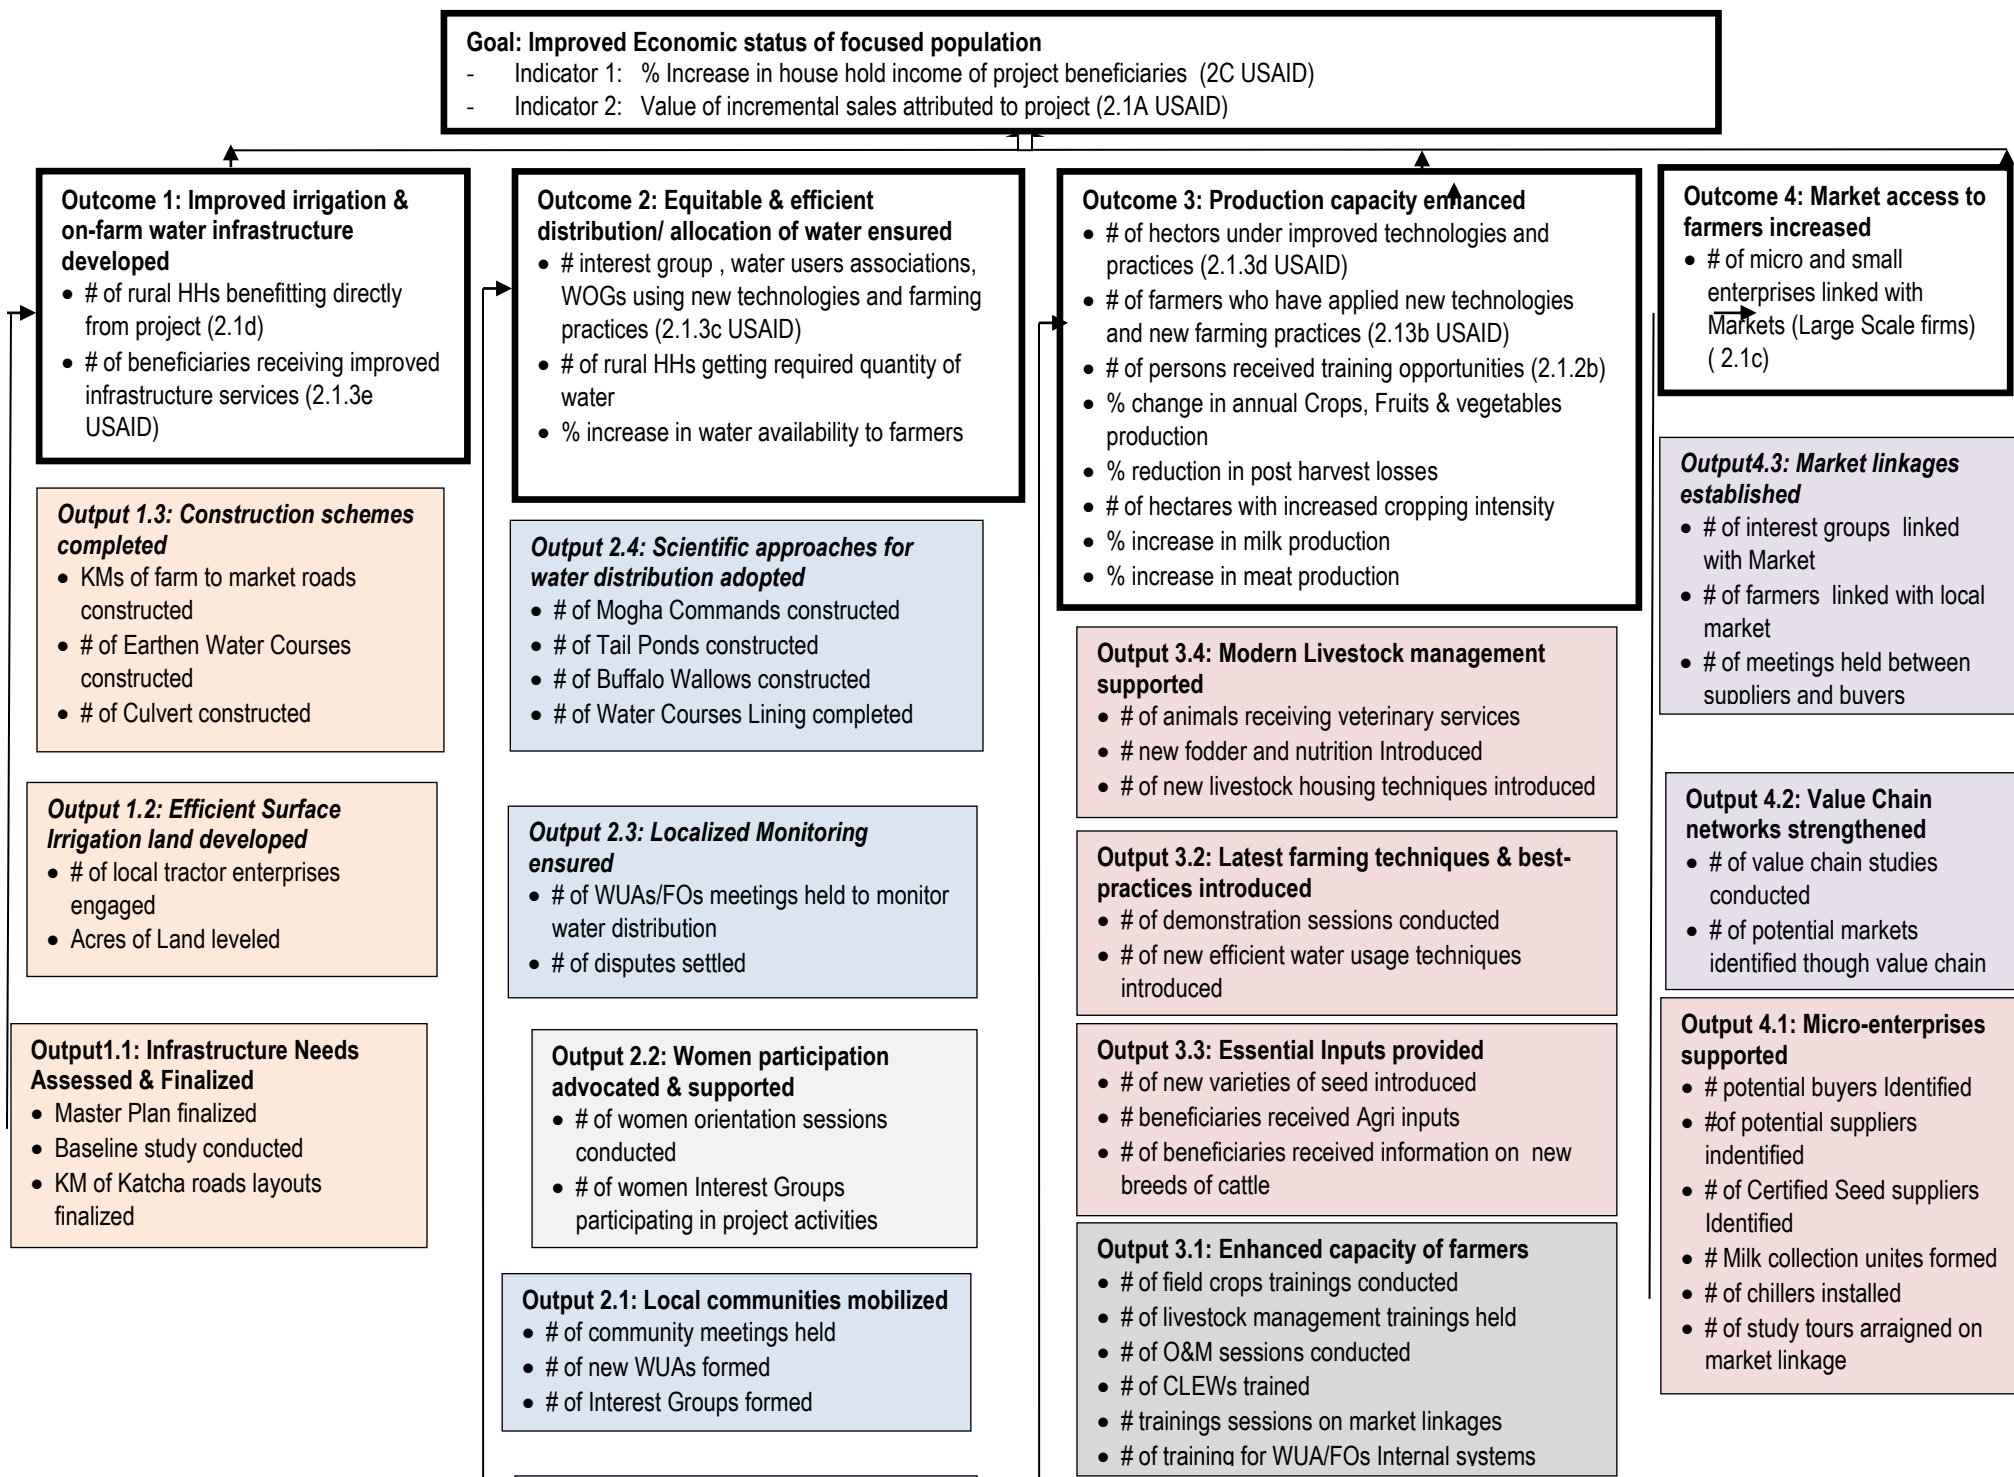 Goal: Improved Economic status of focused population
- Indicator 1: % Increase in house hold income of project beneficiaries (2C USAID)
- Indicator 2: Value of incremental sales attributed to project (2.1A USAID)
Outcome 1: Improved irrigation &
on-farm water infrastructure
developed
• # of rural HHs benefitting directly
from project (2.1d)
• # of beneficiaries receiving improved
infrastructure services (2.1.3e
USAID)
Output 1.3: Construction schemes
completed
• KMs of farm to market roads
constructed
• # of Earthen Water Courses
constructed
• # of Culvert constructed
Output 1.2: Efficient Surface
Irrigation land developed
• # of local tractor enterprises
engaged
• Acres of Land leveled
Output1.1: Infrastructure Needs
Assessed & Finalized
• Master Plan finalized
• Baseline study conducted
• KM of Katcha roads layouts
finalized
Outcome 2: Equitable & efficient
distribution/ allocation of water ensured
• # interest group , water users associations,
WOGs using new technologies and farming
practices (2.1.3c USAID)
• # of rural HHs getting required quantity of
water
• % increase in water availability to farmers
Output 2.4: Scientific approaches for
water distribution adopted
• # of Mogha Commands constructed
• # of Tail Ponds constructed
• # of Buffalo Wallows constructed
• # of Water Courses Lining completed
Output 2.3: Localized Monitoring
ensured
• # of WUAs/FOs meetings held to monitor
water distribution
• # of disputes settled
Output 2.2: Women participation
advocated & supported
• # of women orientation sessions
conducted
• # of women Interest Groups
participating in project activities
Output 2.1: Local communities mobilized
• # of community meetings held
• # of new WUAs formed
• # of Interest Groups formed
Outcome 3: Production capacity enhanced
• # of hectors under improved technologies and
practices (2.1.3d USAID)
• # of farmers who have applied new technologies
and new farming practices (2.13b USAID)
• # of persons received training opportunities (2.1.2b)
• % change in annual Crops, Fruits & vegetables
production
• % reduction in post harvest losses
• # of hectares with increased cropping intensity
• % increase in milk production
• % increase in meat production
Output 3.4: Modern Livestock management
supported
• # of animals receiving veterinary services
• # new fodder and nutrition Introduced
• # of new livestock housing techniques introduced
Output 3.2: Latest farming techniques & best-
practices introduced
• # of demonstration sessions conducted
• # of new efficient water usage techniques
introduced
Output 3.3: Essential Inputs provided
• # of new varieties of seed introduced
• # beneficiaries received Agri inputs
• # of beneficiaries received information on new
breeds of cattle
Output 3.1: Enhanced capacity of farmers
• # of field crops trainings conducted
• # of livestock management trainings held
• # of O&M sessions conducted
• # of CLEWs trained
• # trainings sessions on market linkages
• # of training for WUA/FOs Internal systems
Outcome 4: Market access to
farmers increased
• # of micro and small
enterprises linked with
Markets (Large Scale firms)
( 2.1c)
Output4.3: Market linkages
established
• # of interest groups linked
with Market
• # of farmers linked with local
market
• # of meetings held between
suppliers and buyers
Output 4.2: Value Chain
networks strengthened
• # of value chain studies
conducted
• # of potential markets
identified though value chain
Output 4.1: Micro-enterprises
supported
• # potential buyers Identified
• #of potential suppliers
indentified
• # of Certified Seed suppliers
Identified
• # Milk collection unites formed
• # of chillers installed
• # of study tours arraigned on
market linkage